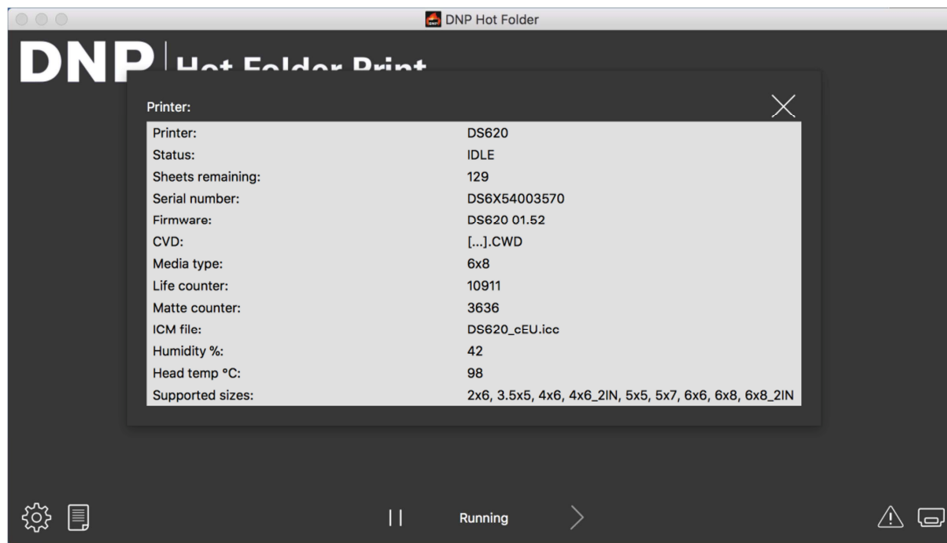 DNP Hot Folder
DNP Hot Folder Print
Printer:
Printer: DS620
Status: IDLE
Sheets remaining: 129
Serial number: DS6X54003570
Firmware: DS620 01.52
CVD: [...].CWD
Media type: 6x8
Life counter: 10911
Matte counter: 3636
ICM file: DS620_cEU.icc
Humidity %: 42
Head temp °C: 98
Supported sizes: 2x6, 3.5x5, 4x6, 4x6_2IN, 5x5, 5x7, 6x6, 6x8, 6x8_2IN
Running